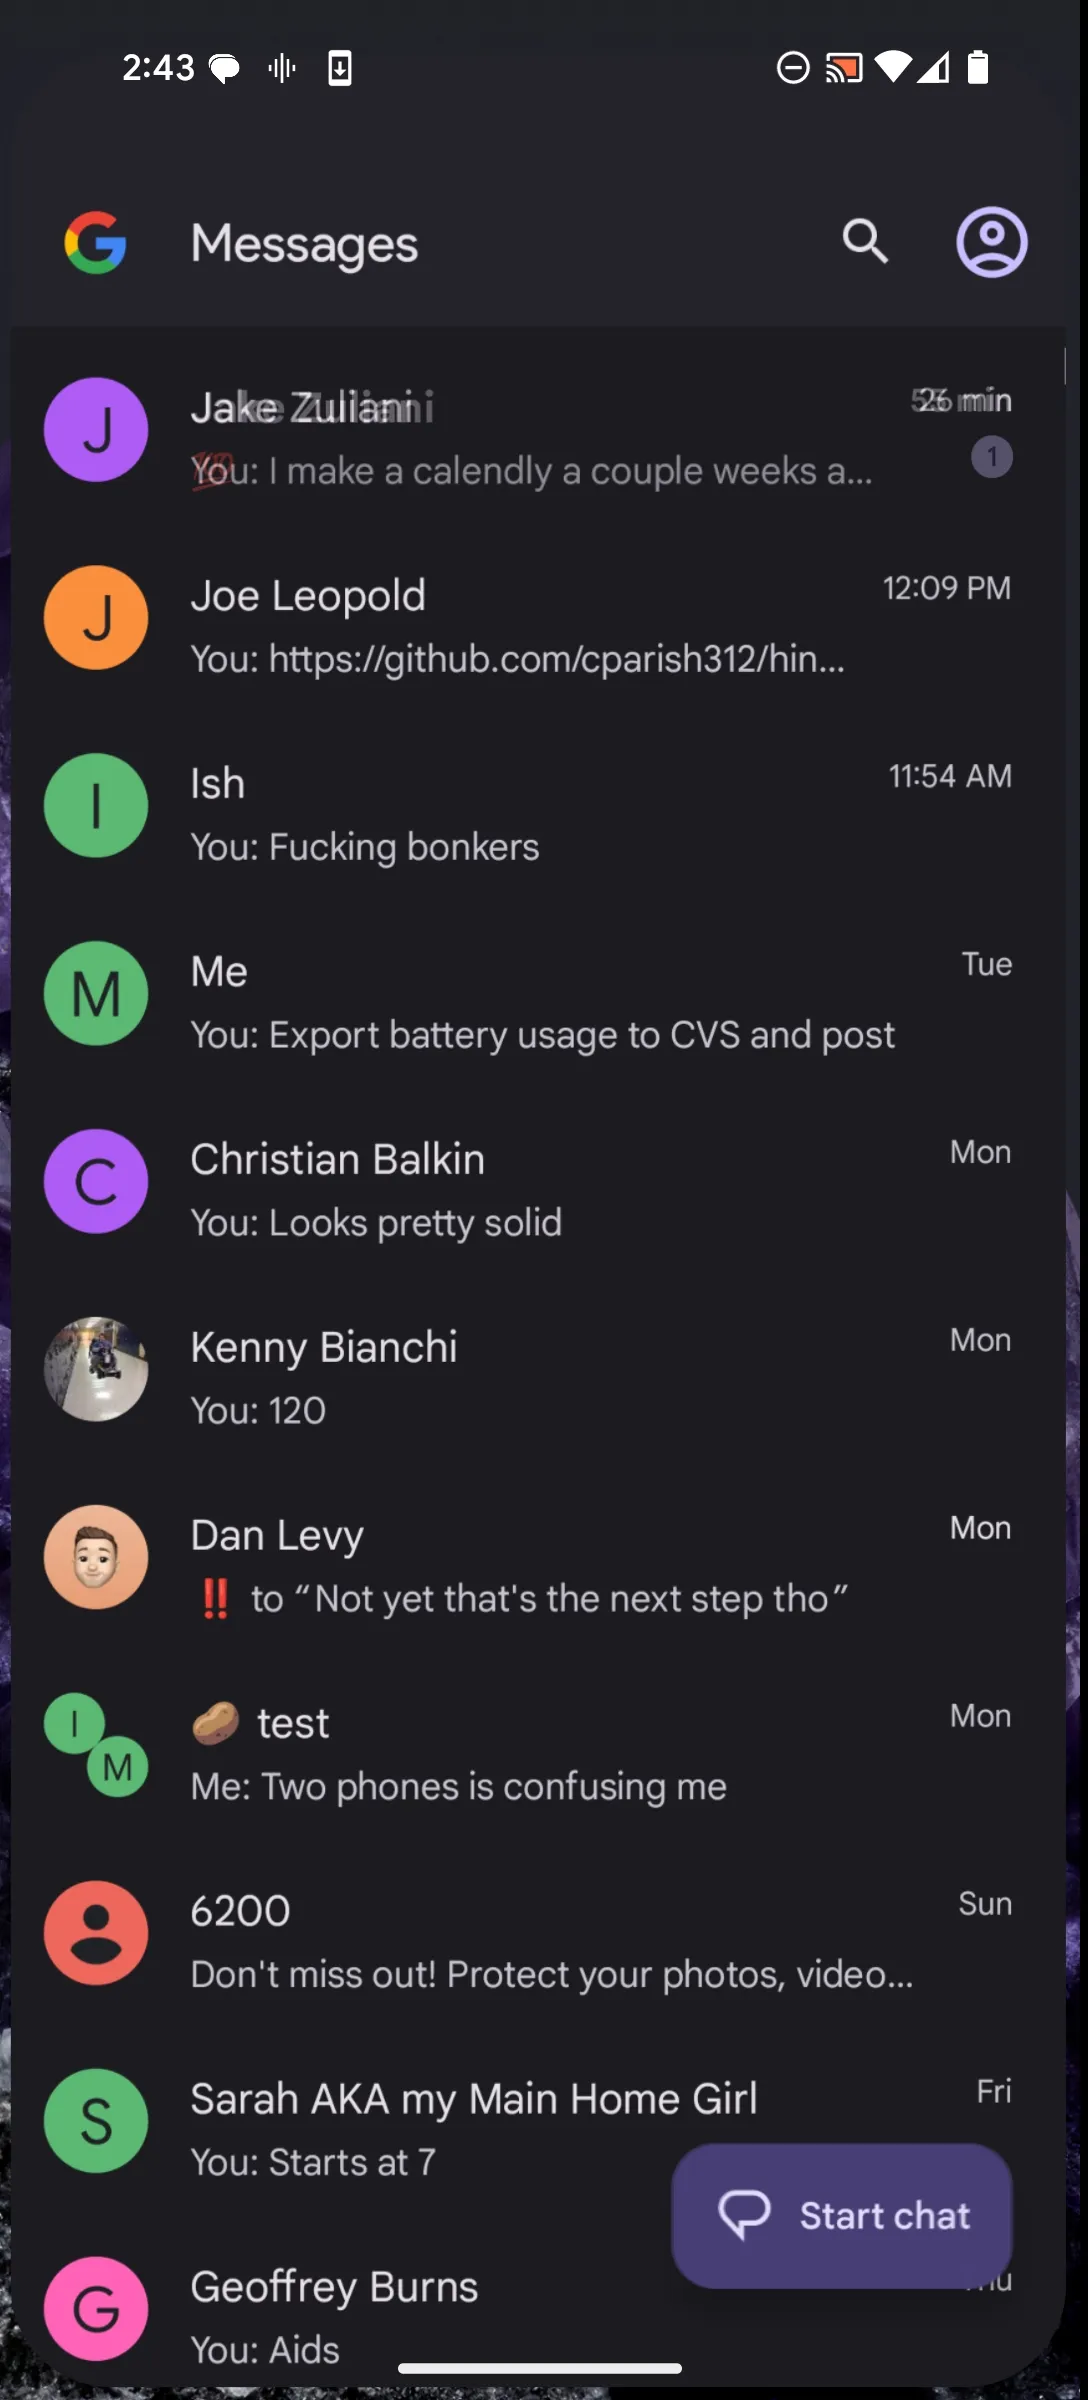 2:43
Messages
J
Jake Zuliani
26 min
You: I make a calendly a couple weeks a...
1
J
Joe Leopold
12:09 PM
You: https://github.com/cparish312/hin...
I
Ish
11:54 AM
You: Fucking bonkers
M
Me
Tue
You: Export battery usage to CVS and post
C
Christian Balkin
Mon
You: Looks pretty solid
Kenny Bianchi
Mon
You: 120
Dan Levy
Mon
‼️ to “Not yet that's the next step tho”
I
M
🥔 test
Mon
Me: Two phones is confusing me
6200
Sun
Don't miss out! Protect your photos, video...
S
Sarah AKA my Main Home Girl
Fri
You: Starts at 7
Start chat
G
Geoffrey Burns
You: Aids